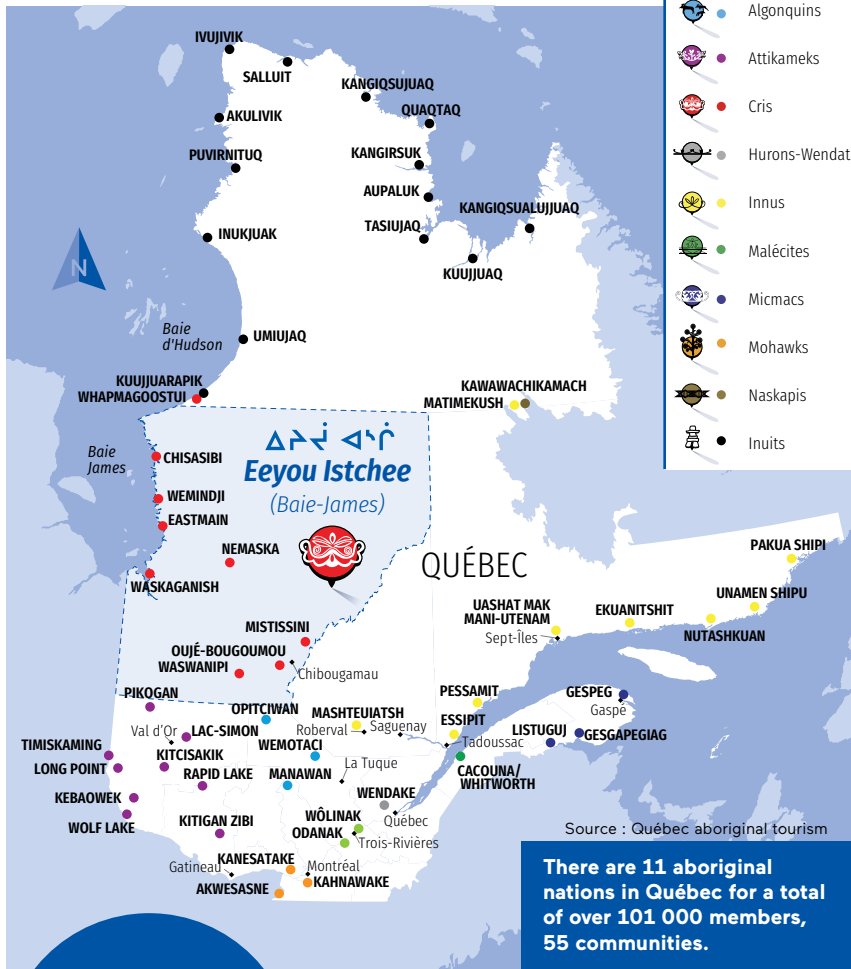 Algonquins
Attikameks
Cris
Hurons-Wendat
Innus
Malécites
Micmacs
Mohawks
Naskapis
Inuits
IVUJIVIK
SALLUIT
KANGIQSUJUAQ
AKULIVIK
QUAQTAQ
PUVIRNITUQ
KANGIRSUK
AUPALUK
KANGIQSUALUJJUAQ
TASIUJAQ
INUKJUAK
KUUJJUAQ
N
Baie
d'Hudson
UMIUJAQ
KUUJJUARAPIK
WHAPMAGOOSTUI
KAWAWACHIKAMACH
MATIMEKUSH
Baie
James
ᐃᔨᔨᐤ ᐊᔅᒌ
Eeyou Istchee
(Baie-James)
CHISASIBI
WEMINDJI
EASTMAIN
NEMASKA
WASKAGANISH
QUÉBEC
PAKUA SHIPI
UNAMEN SHIPU
NUTASHKUAN
EKUANITSHIT
UASHAT MAK
MANI-UTENAM
Sept-Îles
MISTISSINI
OUJÉ-BOUGOUMOU
WASWANIPI
Chibougamau
PIKOGAN
OPITCIWAN
MASHTEUIATSH
Roberval
Saguenay
PESSAMIT
ESSIPIT
Tadoussac
GESPEG
Gaspé
LISTUGUJ
GESGAPEGIAG
Val d'Or
LAC-SIMON
TIMISKAMING
KITCISAKIK
WEMOTACI
LONG POINT
RAPID LAKE
MANAWAN
La Tuque
CACOUNA/
WHITWORTH
KEBAOWEK
WENDAKE
WOLF LAKE
Québec
WÔLINAK
ODANAK
Trois-Rivières
KITIGAN ZIBI
KANESATAKE
Gatineau
Montréal
AKWESASNE
KAHNAWAKE
Source : Québec aboriginal tourism
There are 11 aboriginal
nations in Québec for a total
of over 101 000 members,
55 communities.